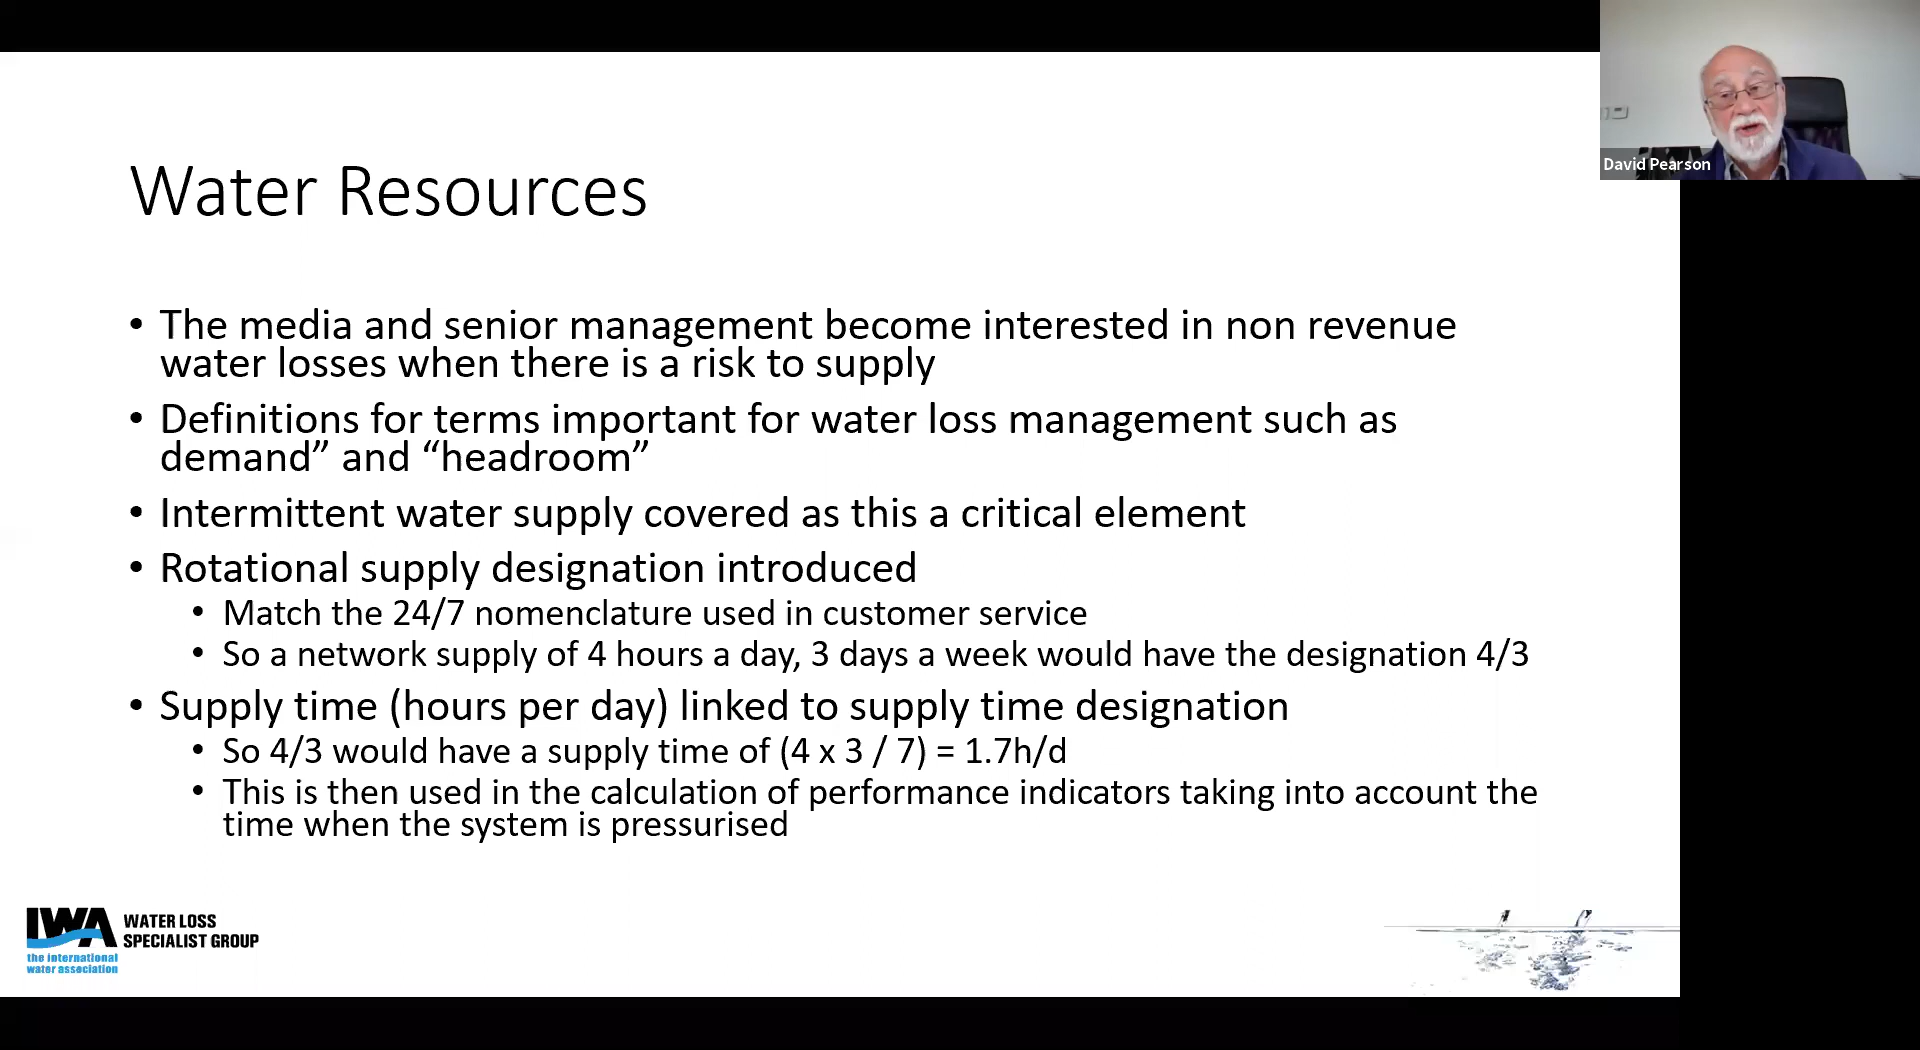 David Pearson
Water Resources
• The media and senior management become interested in non revenue
water losses when there is a risk to supply
• Definitions for terms important for water loss management such as
demand” and “headroom”
• Intermittent water supply covered as this a critical element
• Rotational supply designation introduced
• Match the 24/7 nomenclature used in customer service
• So a network supply of 4 hours a day, 3 days a week would have the designation 4/3
• Supply time (hours per day) linked to supply time designation
• So 4/3 would have a supply time of (4 x 3 / 7) = 1.7h/d
• This is then used in the calculation of performance indicators taking into account the
time when the system is pressurised
IWA WATER LOSS
SPECIALIST GROUP
the international
water association